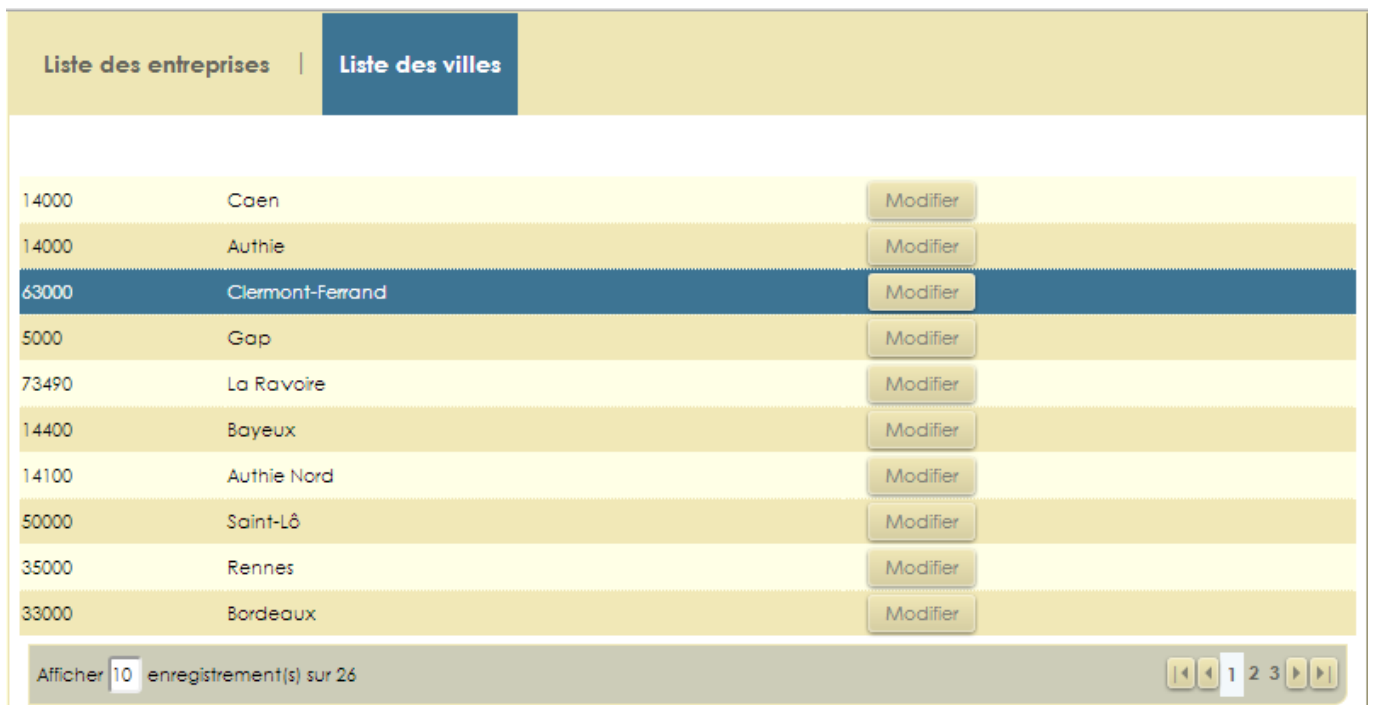 Liste des entreprises | Liste des villes
14000 Caen Modifier
14000 Authie Modifier
63000 Clermont-Ferrand Modifier
5000 Gap Modifier
73490 La Ravoire Modifier
14400 Bayeux Modifier
14100 Authie Nord Modifier
50000 Saint-Lô Modifier
35000 Rennes Modifier
33000 Bordeaux Modifier
Afficher 10 enregistrement(s) sur 26 1 2 3